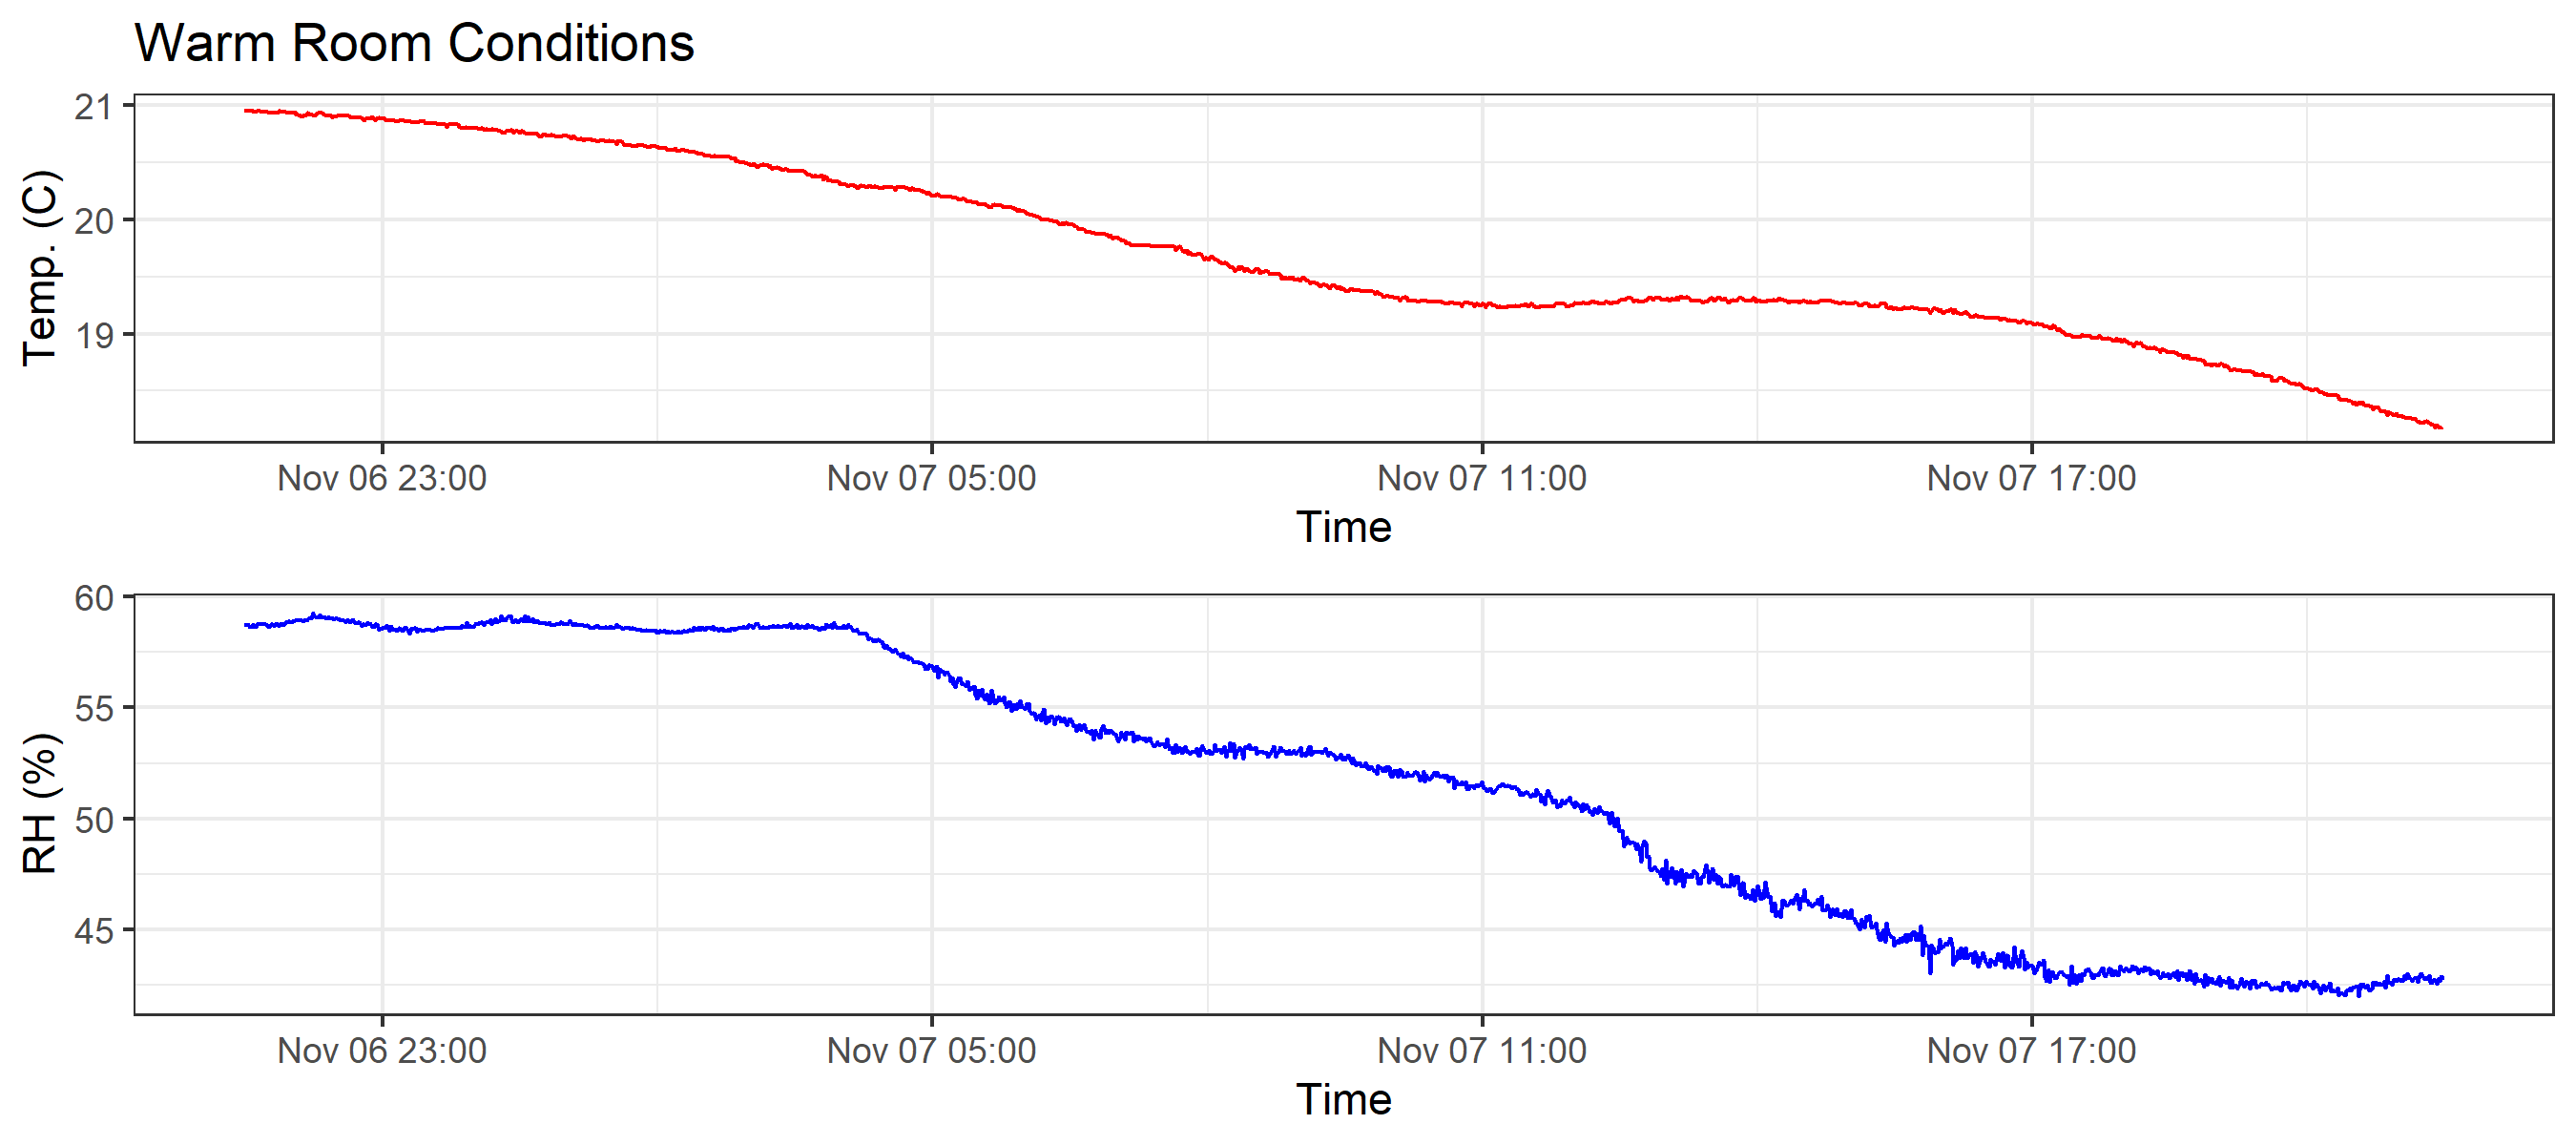 Warm Room Conditions
Temp. (C)
21
20
19
Nov 06 23:00 Nov 07 05:00 Nov 07 11:00 Nov 07 17:00
Time
RH (%)
60
55
50
45
Nov 06 23:00 Nov 07 05:00 Nov 07 11:00 Nov 07 17:00
Time